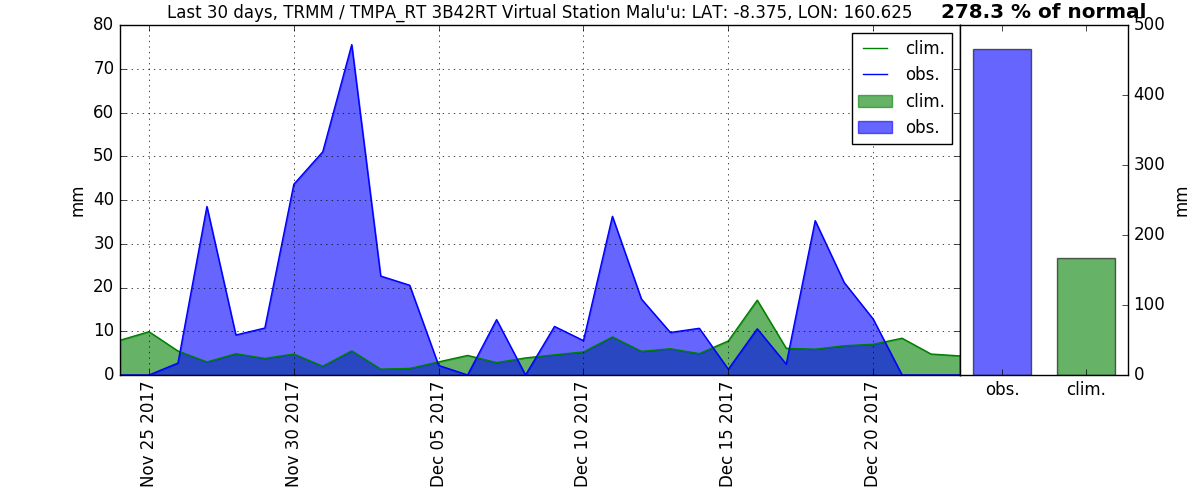 Last 30 days, TRMM / TMPA_RT 3B42RT Virtual Station Malu'u: LAT: -8.375, LON: 160.625
278.3 % of normal
80
70
60
50
40
30
20
10
0
mm
clim.
obs.
clim.
obs.
500
400
300
200
100
0
mm
obs.
clim.
Nov 25 2017
Nov 30 2017
Dec 05 2017
Dec 10 2017
Dec 15 2017
Dec 20 2017